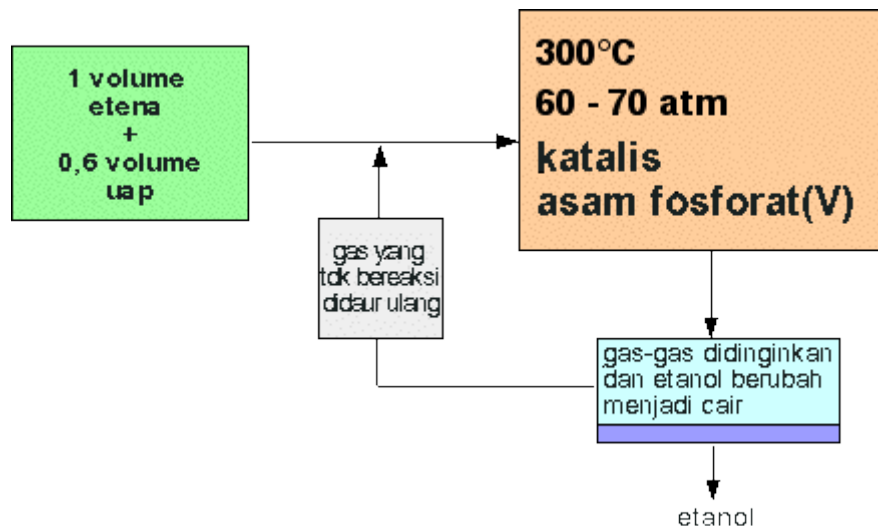 1 volume
etena
+
0,6 volume
uap
300°C
60 - 70 atm
katalis
asam fosforat(V)
gas yang
tdk bereaksi
didaur ulang
gas-gas didinginkan
dan etanol berubah
menjadi cair
etanol